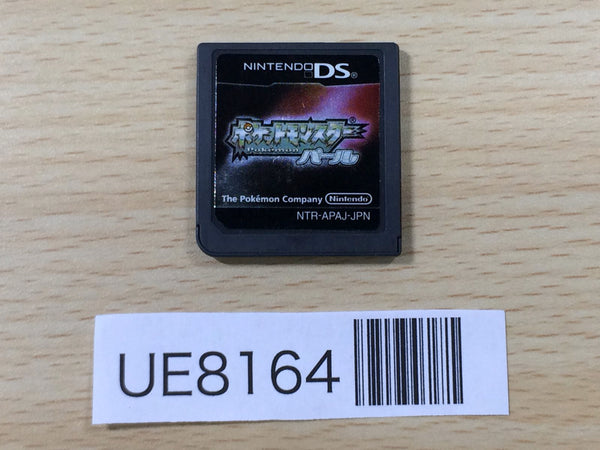 NINTENDO DS®
ポケットモンスター®
Pokémon
パール
The Pokémon Company Nintendo
NTR-APAJ-JPN
UE8164